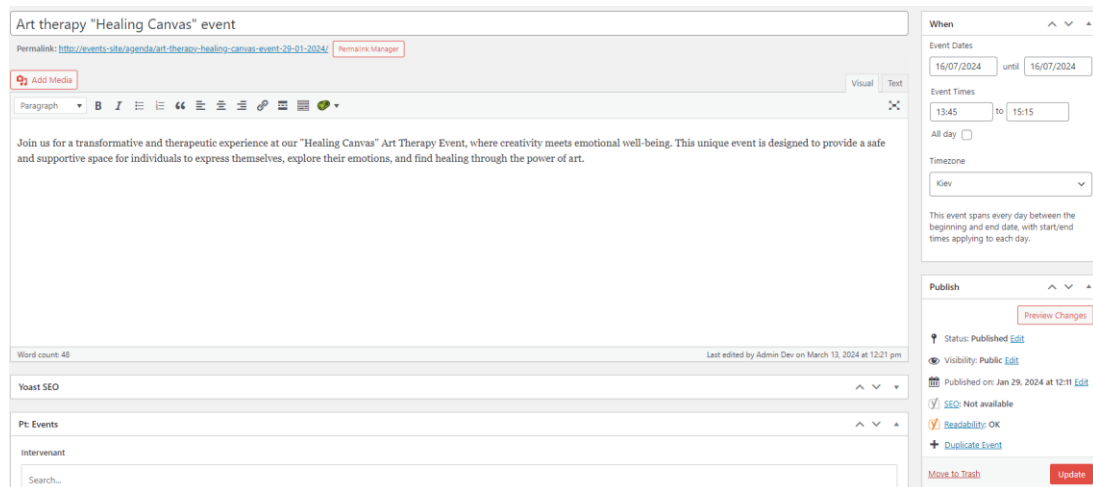 Art therapy "Healing Canvas" event
Permalink: http://events-site/agenda/art-therapy-healing-canvas-event-29-01-2024/ Permalink Manager
Add Media
Visual Text
Paragraph B I
Join us for a transformative and therapeutic experience at our "Healing Canvas" Art Therapy Event, where creativity meets emotional well-being. This unique event is designed to provide a safe
and supportive space for individuals to express themselves, explore their emotions, and find healing through the power of art.
Word count: 48 Last edited by Admin Dev on March 13, 2024 at 12:21 pm
Yoast SEO
Pt: Events
Intervenant
Search...
When
Event Dates
16/07/2024 until 16/07/2024
Event Times
13:45 to 15:15
All day
Timezone
Kiev
This event spans every day between the
beginning and end date, with start/end
times applying to each day.
Publish
Preview Changes
Status: Published Edit
Visibility: Public Edit
Published on: Jan 29, 2024 at 12:11 Edit
SEO: Not available
Readability: OK
Duplicate Event
Move to Trash Update